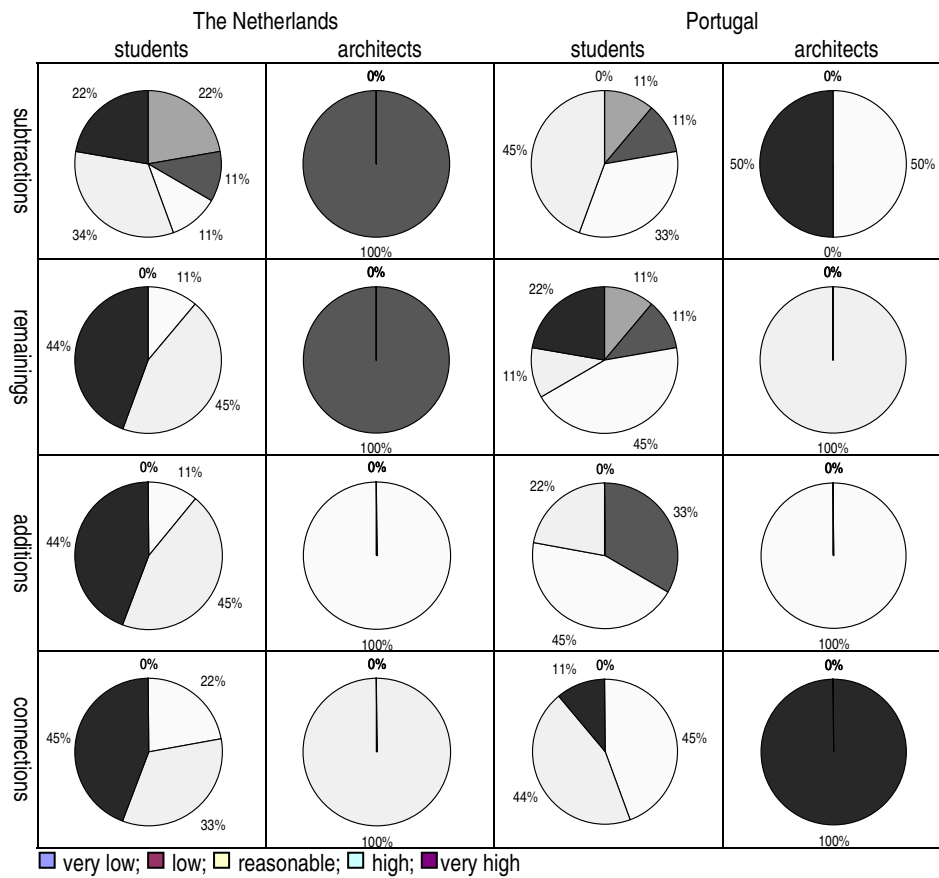 The Netherlands Portugal
students architects students architects
subtractions
22% 22% 11% 11% 34%
0% 100%
0% 11% 11% 33% 45%
0% 50% 50% 0%
remainings
0% 11% 45% 44%
0% 100%
22% 11% 11% 45% 11%
0% 100%
additions
0% 11% 45% 44%
0% 100%
0% 33% 45% 22%
0% 100%
connections
0% 22% 33% 45%
0% 100%
11% 0% 45% 44%
0% 100%
very low; low; reasonable; high; very high